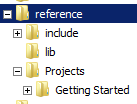 reference
include
lib
Projects
Getting Started